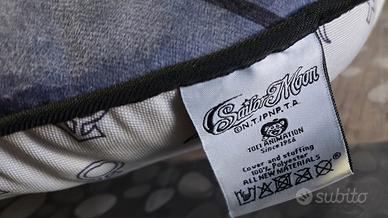 Sailor Moon
©N.T./PNP.T.A.
TOEI ANIMATION
Since 1956
Cover and stuffing
100% Polyester
ALL NEW MATERIALS
subito